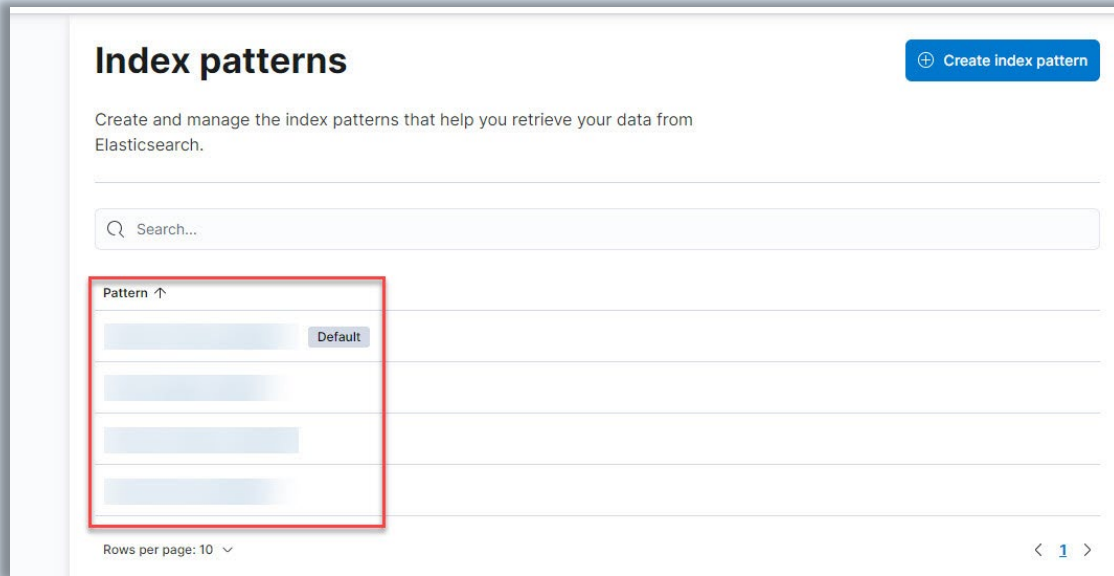 Index patterns
Create index pattern
Create and manage the index patterns that help you retrieve your data from
Elasticsearch.
Search...
Pattern ↑
Default
Rows per page: 10
1